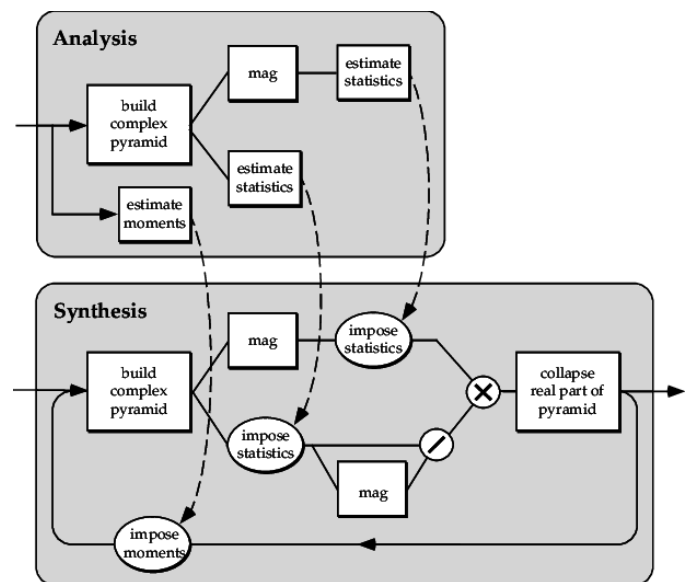 Analysis
mag
estimate
statistics
build
complex
pyramid
estimate
statistics
estimate
moments
Synthesis
mag
impose
statistics
build
complex
pyramid
collapse
real part of
pyramid
impose
statistics
mag
impose
moments